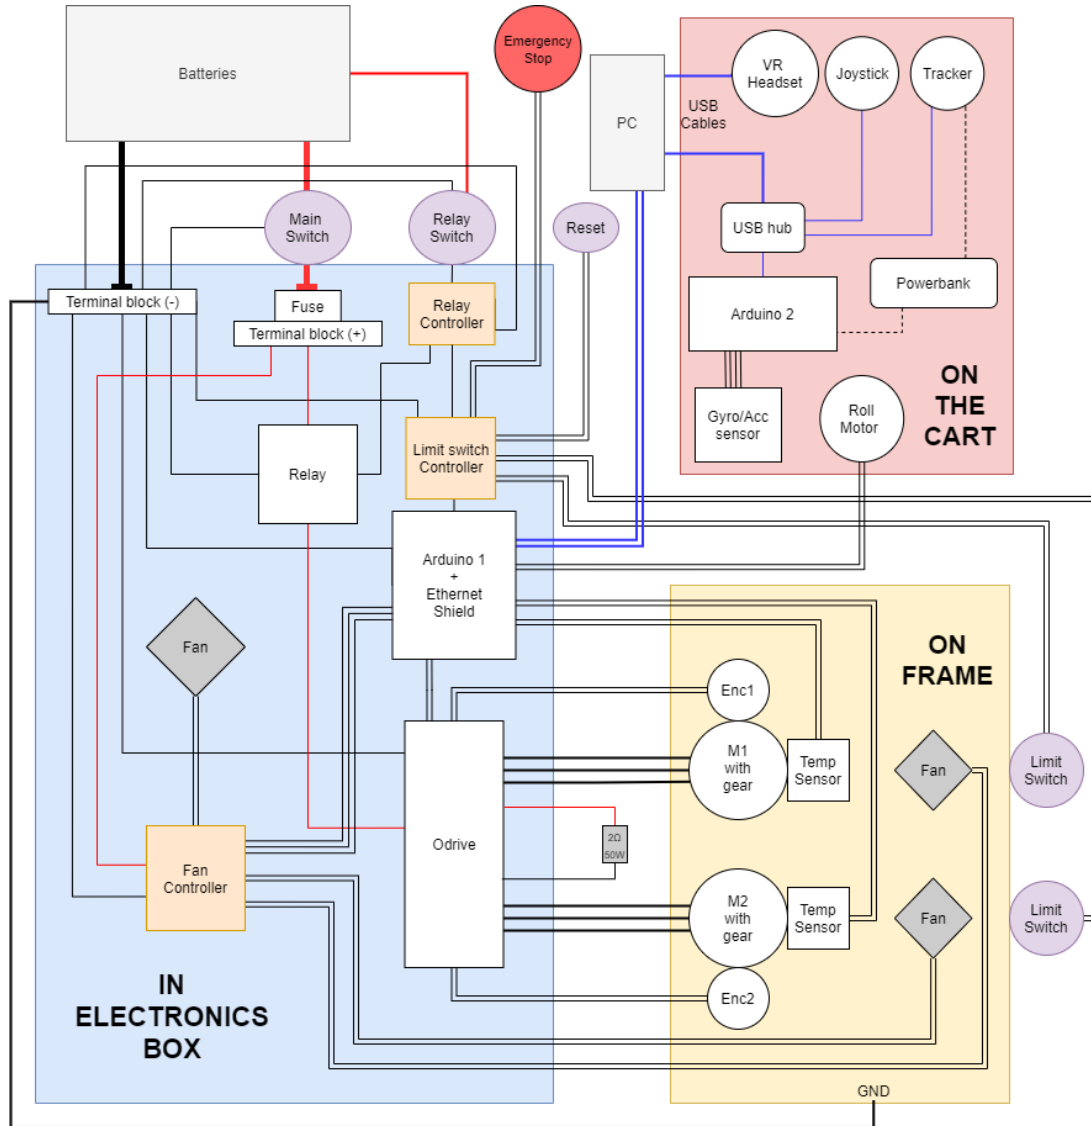 Batteries
Emergency
Stop
PC
USB
Cables
VR
Headset
Joystick
Tracker
Main
Switch
Relay
Switch
Reset
USB hub
Powerbank
Terminal block (-)
Fuse
Terminal block (+)
Relay
Controller
Arduino 2
ON
THE
CART
Gyro/Acc
sensor
Roll
Motor
Limit switch
Controller
Relay
Arduino 1
+
Ethernet
Shield
Fan
ON
FRAME
Enc1
M1
with
gear
Temp
Sensor
Fan
Limit
Switch
Odrive
2Ω
50W
Fan
Controller
M2
with
gear
Temp
Sensor
Fan
Limit
Switch
Enc2
IN
ELECTRONICS
BOX
GND